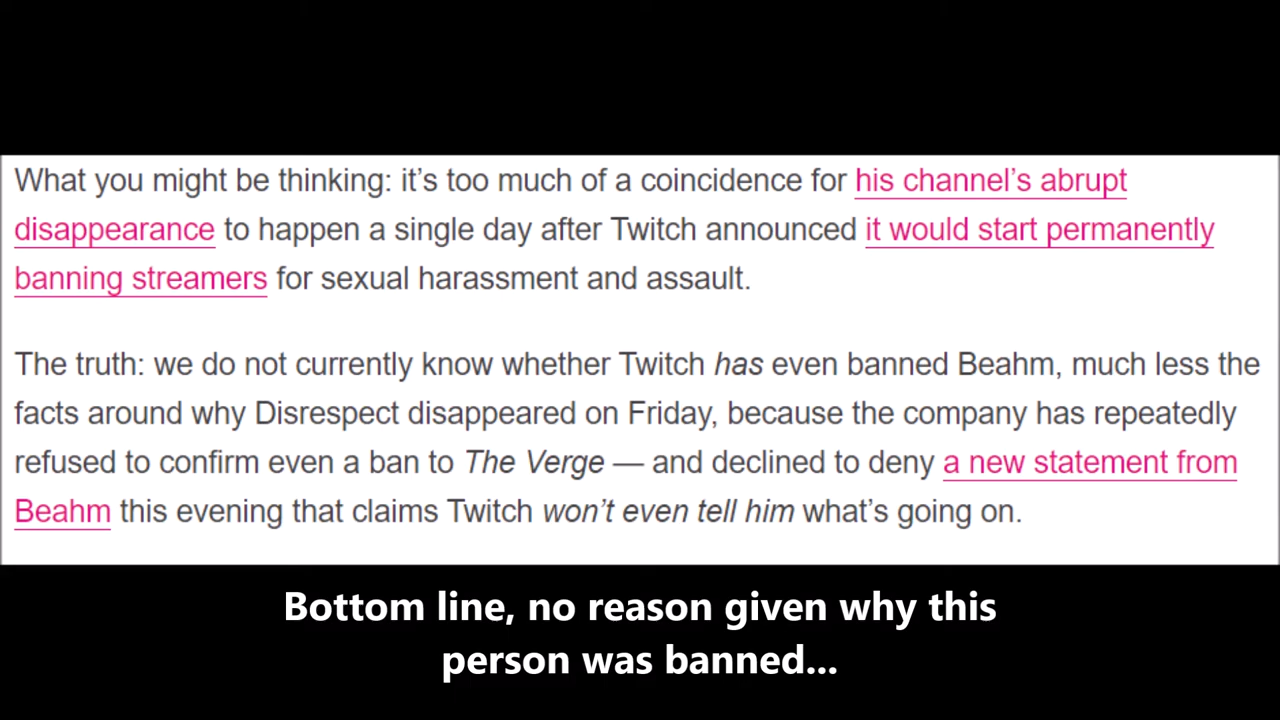 What you might be thinking: it’s too much of a coincidence for his channel’s abrupt
disappearance to happen a single day after Twitch announced it would start permanently
banning streamers for sexual harassment and assault.
The truth: we do not currently know whether Twitch has even banned Beahm, much less the
facts around why Disrespect disappeared on Friday, because the company has repeatedly
refused to confirm even a ban to The Verge — and declined to deny a new statement from
Beahm this evening that claims Twitch won’t even tell him what’s going on.
Bottom line, no reason given why this
person was banned...